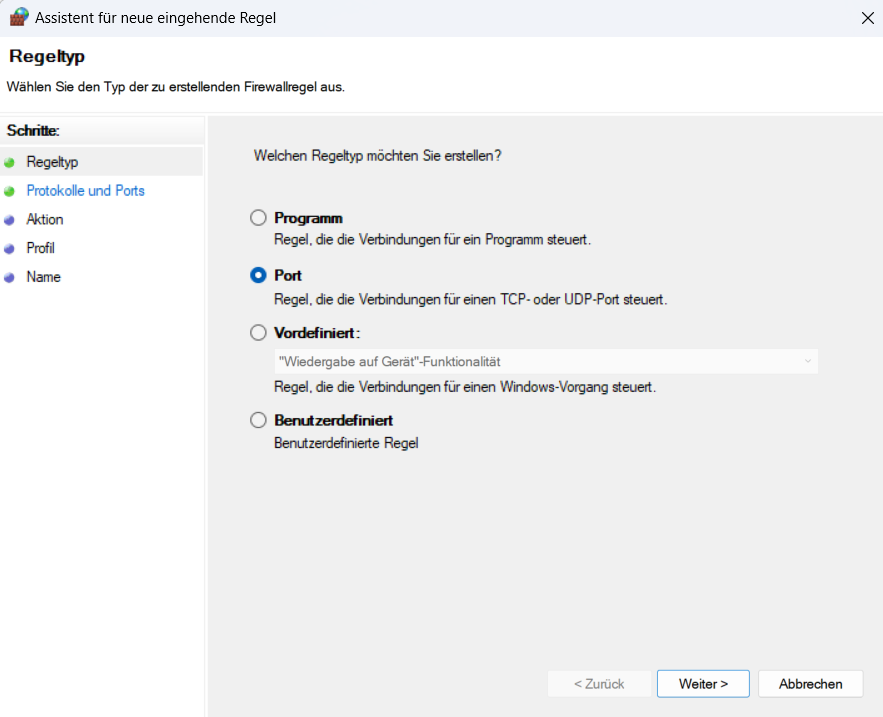 Assistent für neue eingehende Regel
Regeltyp
Wählen Sie den Typ der zu erstellenden Firewallregel aus.
Schritte:
Regeltyp
Protokolle und Ports
Aktion
Profil
Name
Welchen Regeltyp möchten Sie erstellen?
Programm
Regel, die die Verbindungen für ein Programm steuert.
Port
Regel, die die Verbindungen für einen TCP- oder UDP-Port steuert.
Vordefiniert:
"Wiedergabe auf Gerät"-Funktionalität
Regel, die die Verbindungen für einen Windows-Vorgang steuert.
Benutzerdefiniert
Benutzerdefinierte Regel
< Zurück
Weiter >
Abbrechen